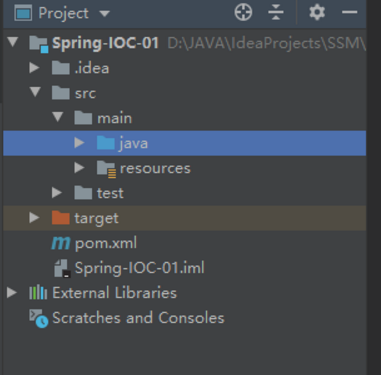 Project
Spring-IOC-01 D:\JAVA\IdeaProjects\SSM\
.idea
src
main
java
resources
test
target
pom.xml
Spring-IOC-01.iml
External Libraries
Scratches and Consoles